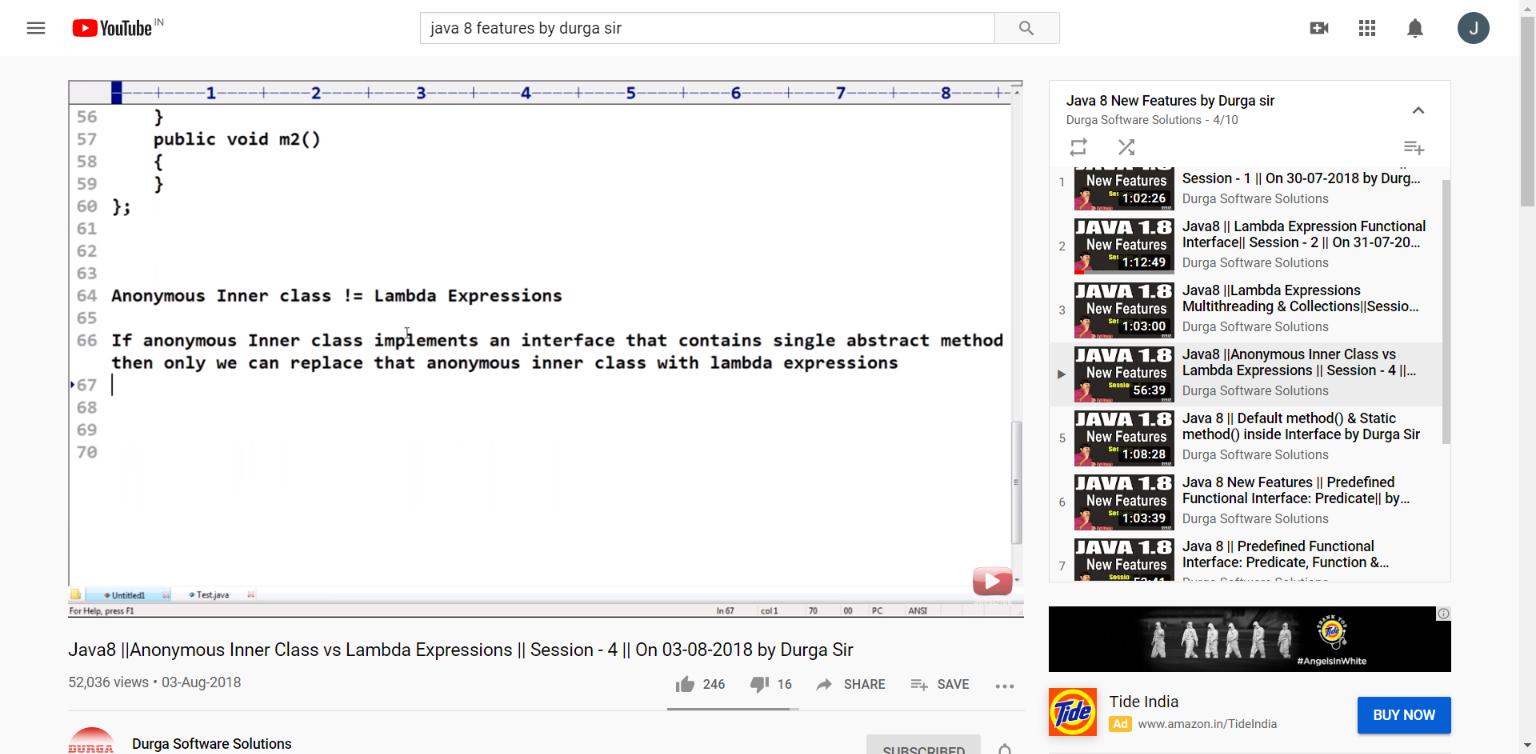 YouTube IN
java 8 features by durga sir
J
1 2 3 4 5 6 7 8
56 }
57 public void m2()
58 {
59 }
60 };
61
62
63
64 Anonymous Inner class != Lambda Expressions
65
66 If anonymous Inner class implements an interface that contains single abstract method
then only we can replace that anonymous inner class with lambda expressions
67
68
69
70
Untitled1 Test.java
For Help, press F1 ln 67 col 1 70 00 PC ANSI
Java8 ||Anonymous Inner Class vs Lambda Expressions || Session - 4 || On 03-08-2018 by Durga Sir
52,036 views • 03-Aug-2018
246 16 SHARE SAVE
DURGA
Durga Software Solutions
SUBSCRIBED
Java 8 New Features by Durga sir
Durga Software Solutions - 4/10
1
New Features
1:02:26
Session - 1 || On 30-07-2018 by Durg...
Durga Software Solutions
2
JAVA 1.8
New Features
1:12:49
Java8 || Lambda Expression Functional
Interface|| Session - 2 || On 31-07-20...
Durga Software Solutions
3
JAVA 1.8
New Features
1:03:00
Java8 ||Lambda Expressions
Multithreading & Collections||Sessio...
Durga Software Solutions
JAVA 1.8
New Features
56:39
Java8 ||Anonymous Inner Class vs
Lambda Expressions || Session - 4 ||...
Durga Software Solutions
5
JAVA 1.8
New Features
1:08:28
Java 8 || Default method() & Static
method() inside Interface by Durga Sir
Durga Software Solutions
6
JAVA 1.8
New Features
1:03:39
Java 8 New Features || Predefined
Functional Interface: Predicate|| by...
Durga Software Solutions
7
JAVA 1.8
New Features
Java 8 || Predefined Functional
Interface: Predicate, Function &...
Durga Software Solutions
Tide
#AngelsInWhite
Tide
Tide India
Ad www.amazon.in/TideIndia
BUY NOW